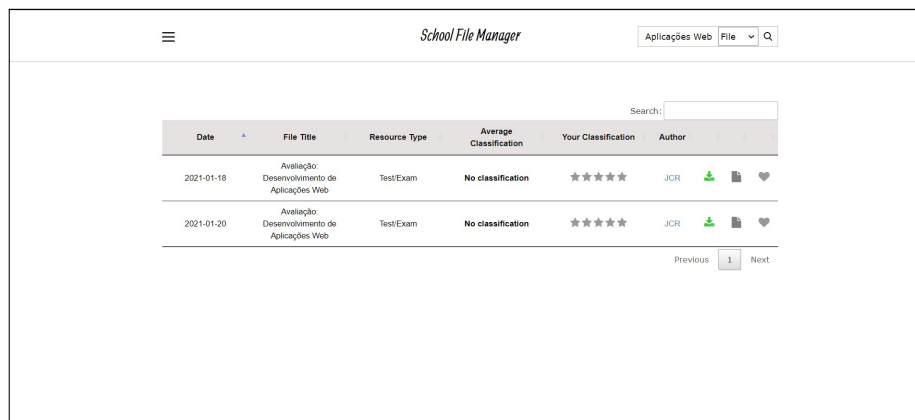 School File Manager
Aplicações Web File
Search:
Date File Title Resource Type Average Classification Your Classification Author
2021-01-18 Avaliação: Desenvolvimento de Aplicações Web Test/Exam No classification JCR
2021-01-20 Avaliação: Desenvolvimento de Aplicações Web Test/Exam No classification JCR
Previous 1 Next